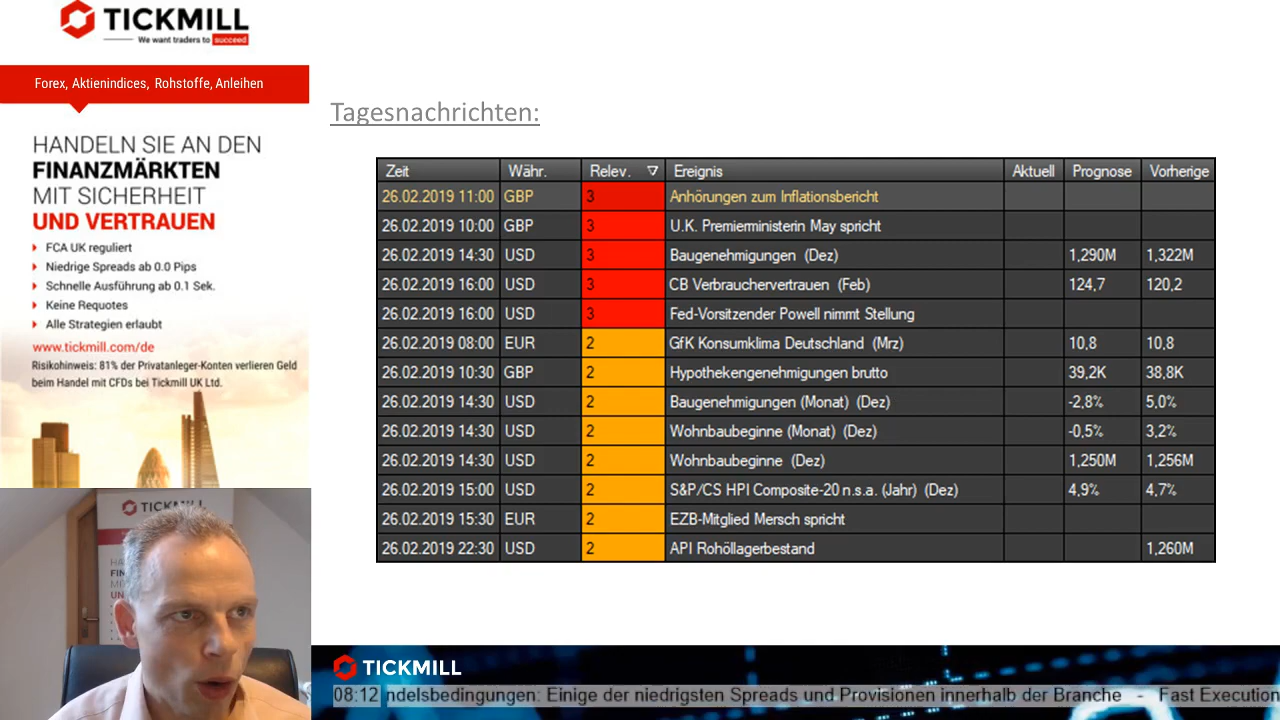 TICKMILL
We want traders to succeed
Forex, Aktienindices, Rohstoffe, Anleihen
HANDELN SIE AN DEN
FINANZMÄRKTEN
MIT SICHERHEIT
UND VERTRAUEN
FCA UK reguliert
Niedrige Spreads ab 0.0 Pips
Schnelle Ausführung ab 0.1 Sek.
Keine Requotes
Alle Strategien erlaubt
www.tickmill.com/de
Risikohinweis: 81% der Privatanleger-Konten verlieren Geld
beim Handel mit CFDs bei Tickmill UK Ltd.
TICKMILL
Tagesnachrichten:
Zeit Währ. Relev. Ereignis Aktuell Prognose Vorherige
26.02.2019 11:00 GBP 3 Anhörungen zum Inflationsbericht
26.02.2019 10:00 GBP 3 U.K. Premierministerin May spricht
26.02.2019 14:30 USD 3 Baugenehmigungen (Dez) 1,290M 1,322M
26.02.2019 16:00 USD 3 CB Verbrauchervertrauen (Feb) 124,7 120,2
26.02.2019 16:00 USD 3 Fed-Vorsitzender Powell nimmt Stellung
26.02.2019 08:00 EUR 2 GfK Konsumklima Deutschland (Mrz) 10,8 10,8
26.02.2019 10:30 GBP 2 Hypothekengenehmigungen brutto 39,2K 38,8K
26.02.2019 14:30 USD 2 Baugenehmigungen (Monat) (Dez) -2,8% 5,0%
26.02.2019 14:30 USD 2 Wohnbaubeginne (Monat) (Dez) -0,5% 3,2%
26.02.2019 14:30 USD 2 Wohnbaubeginne (Dez) 1,250M 1,256M
26.02.2019 15:00 USD 2 S&P/CS HPI Composite-20 n.s.a. (Jahr) (Dez) 4,9% 4,7%
26.02.2019 15:30 EUR 2 EZB-Mitglied Mersch spricht
26.02.2019 22:30 USD 2 API Rohöllagerbestand 1,260M
TICKMILL
08:12 ndelsbedingungen: Einige der niedrigsten Spreads und Provisionen innerhalb der Branche - Fast Execution